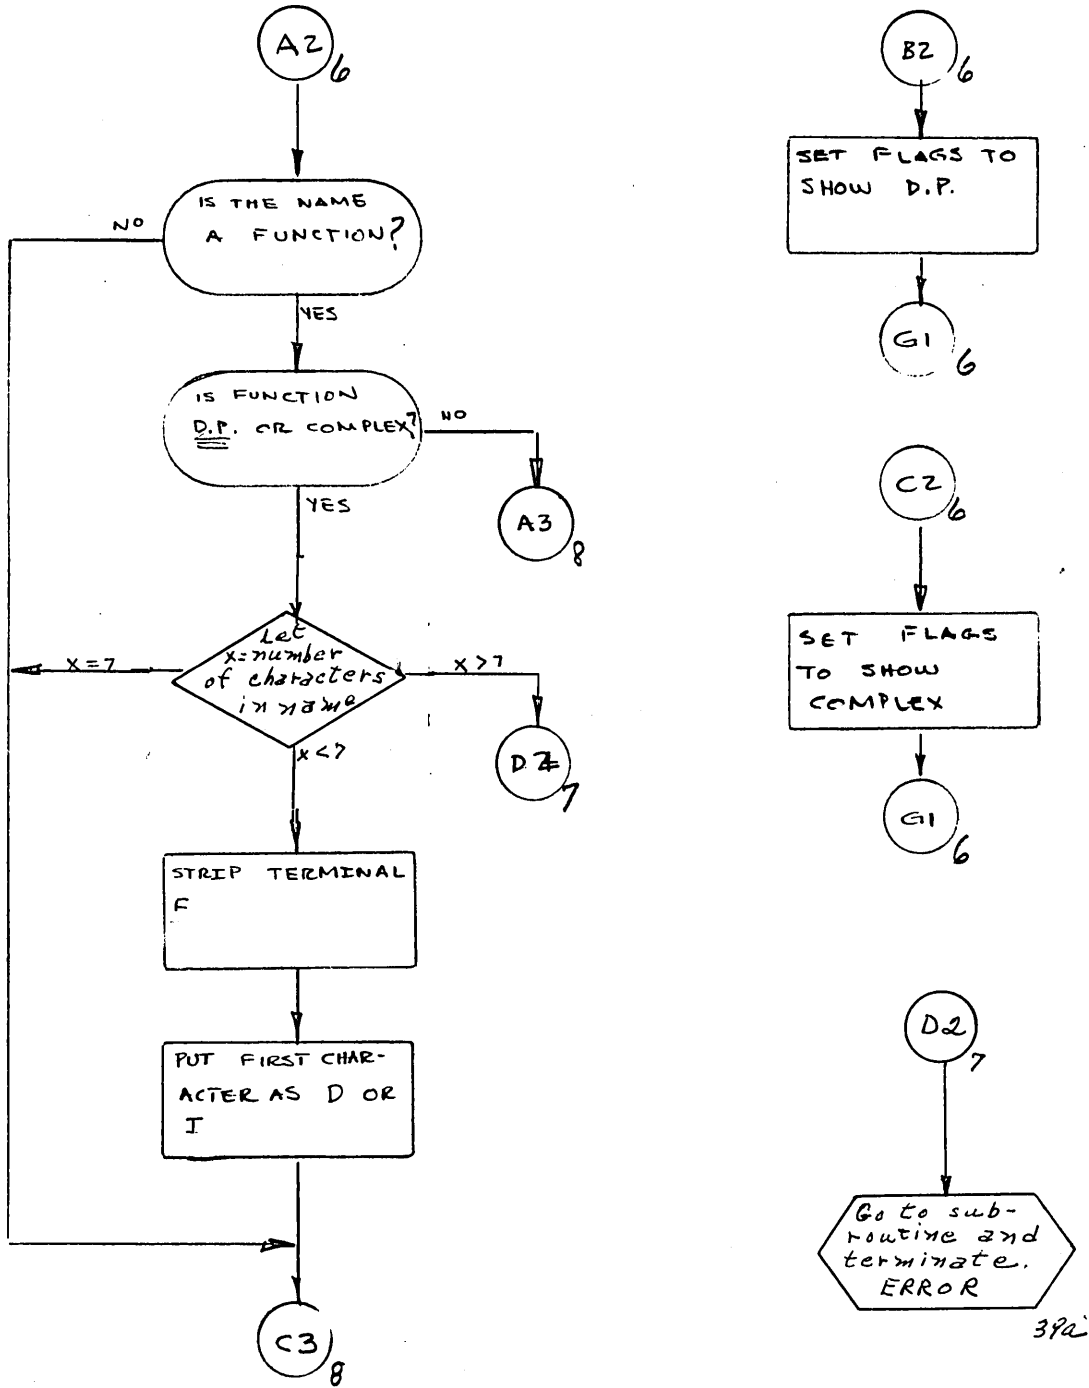 A2
6
IS THE NAME
A FUNCTION?
NO
YES
IS FUNCTION
D.P. OR COMPLEX?
NO
YES
A3
8
Let
x=number
of characters
in name
X=7
X>7
X<7
D2
7
STRIP TERMINAL
F
PUT FIRST CHAR-
ACTER AS D OR
I
C3
8
B2
6
SET FLAGS TO
SHOW D.P.
G1
6
C2
6
SET FLAGS
TO SHOW
COMPLEX
G1
6
D2
7
Go to sub-
routine and
terminate.
ERROR